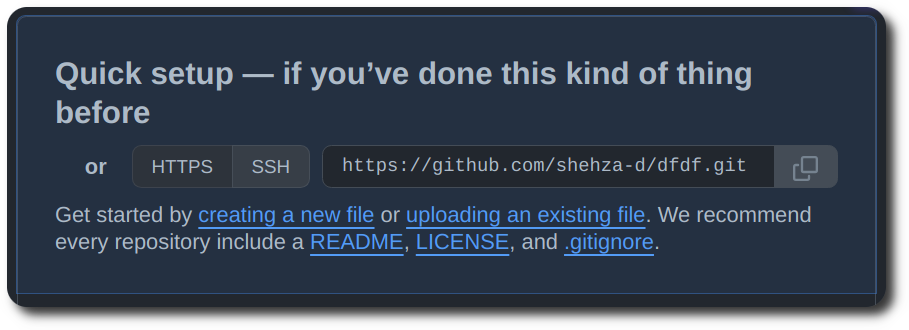 Quick setup — if you’ve done this kind of thing
before
or HTTPS SSH https://github.com/shehza-d/dfdf.git
Get started by creating a new file or uploading an existing file. We recommend
every repository include a README, LICENSE, and .gitignore.